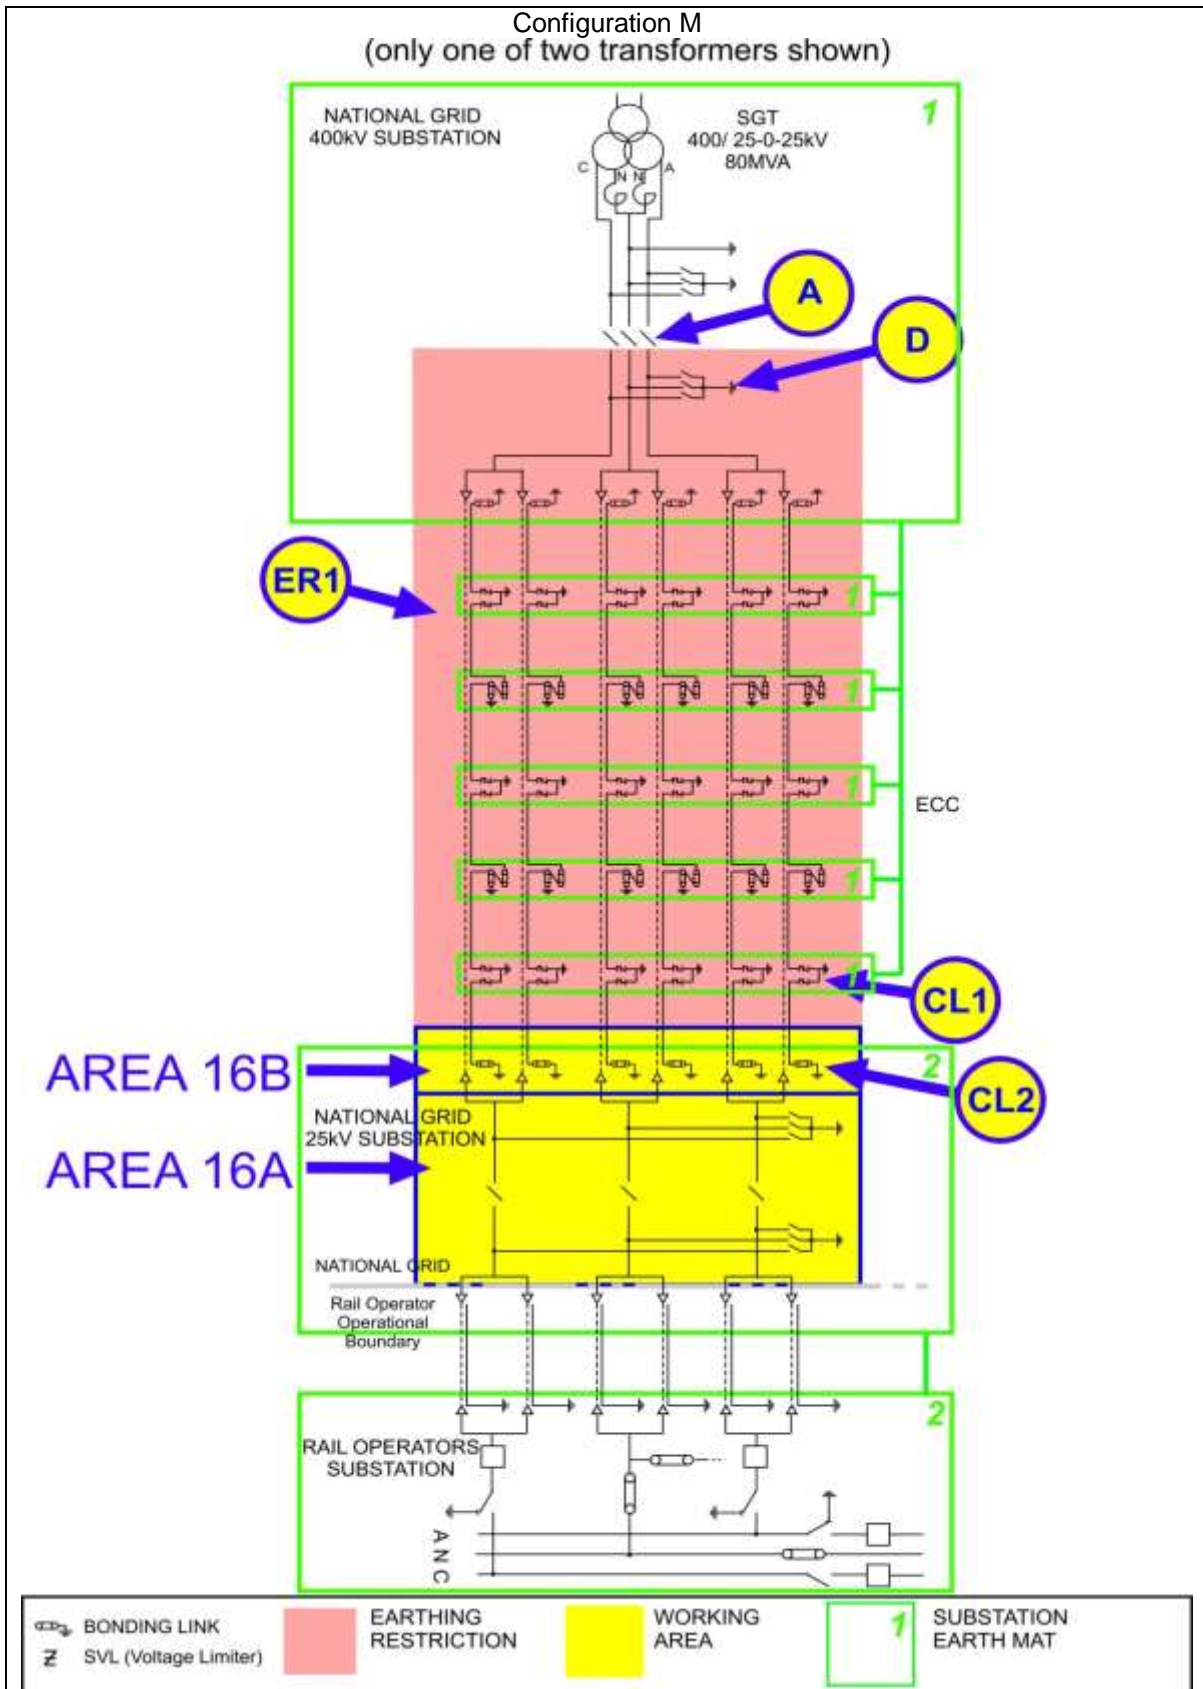 Configuration M
(only one of two transformers shown)
NATIONAL GRID
400kV SUBSTATION
SGT
400/ 25-0-25kV
80MVA
1
C
N N
A
A
D
ER1
1
1
1
ECC
1
1
CL1
AREA 16B
2
CL2
NATIONAL GRID
25kV SUBSTATION
AREA 16A
NATIONAL GRID
Rail Operator
Operational
Boundary
2
RAIL OPERATORS
SUBSTATION
A
N
C
BONDING LINK
SVL (Voltage Limiter)
EARTHING
RESTRICTION
WORKING
AREA
1
SUBSTATION
EARTH MAT